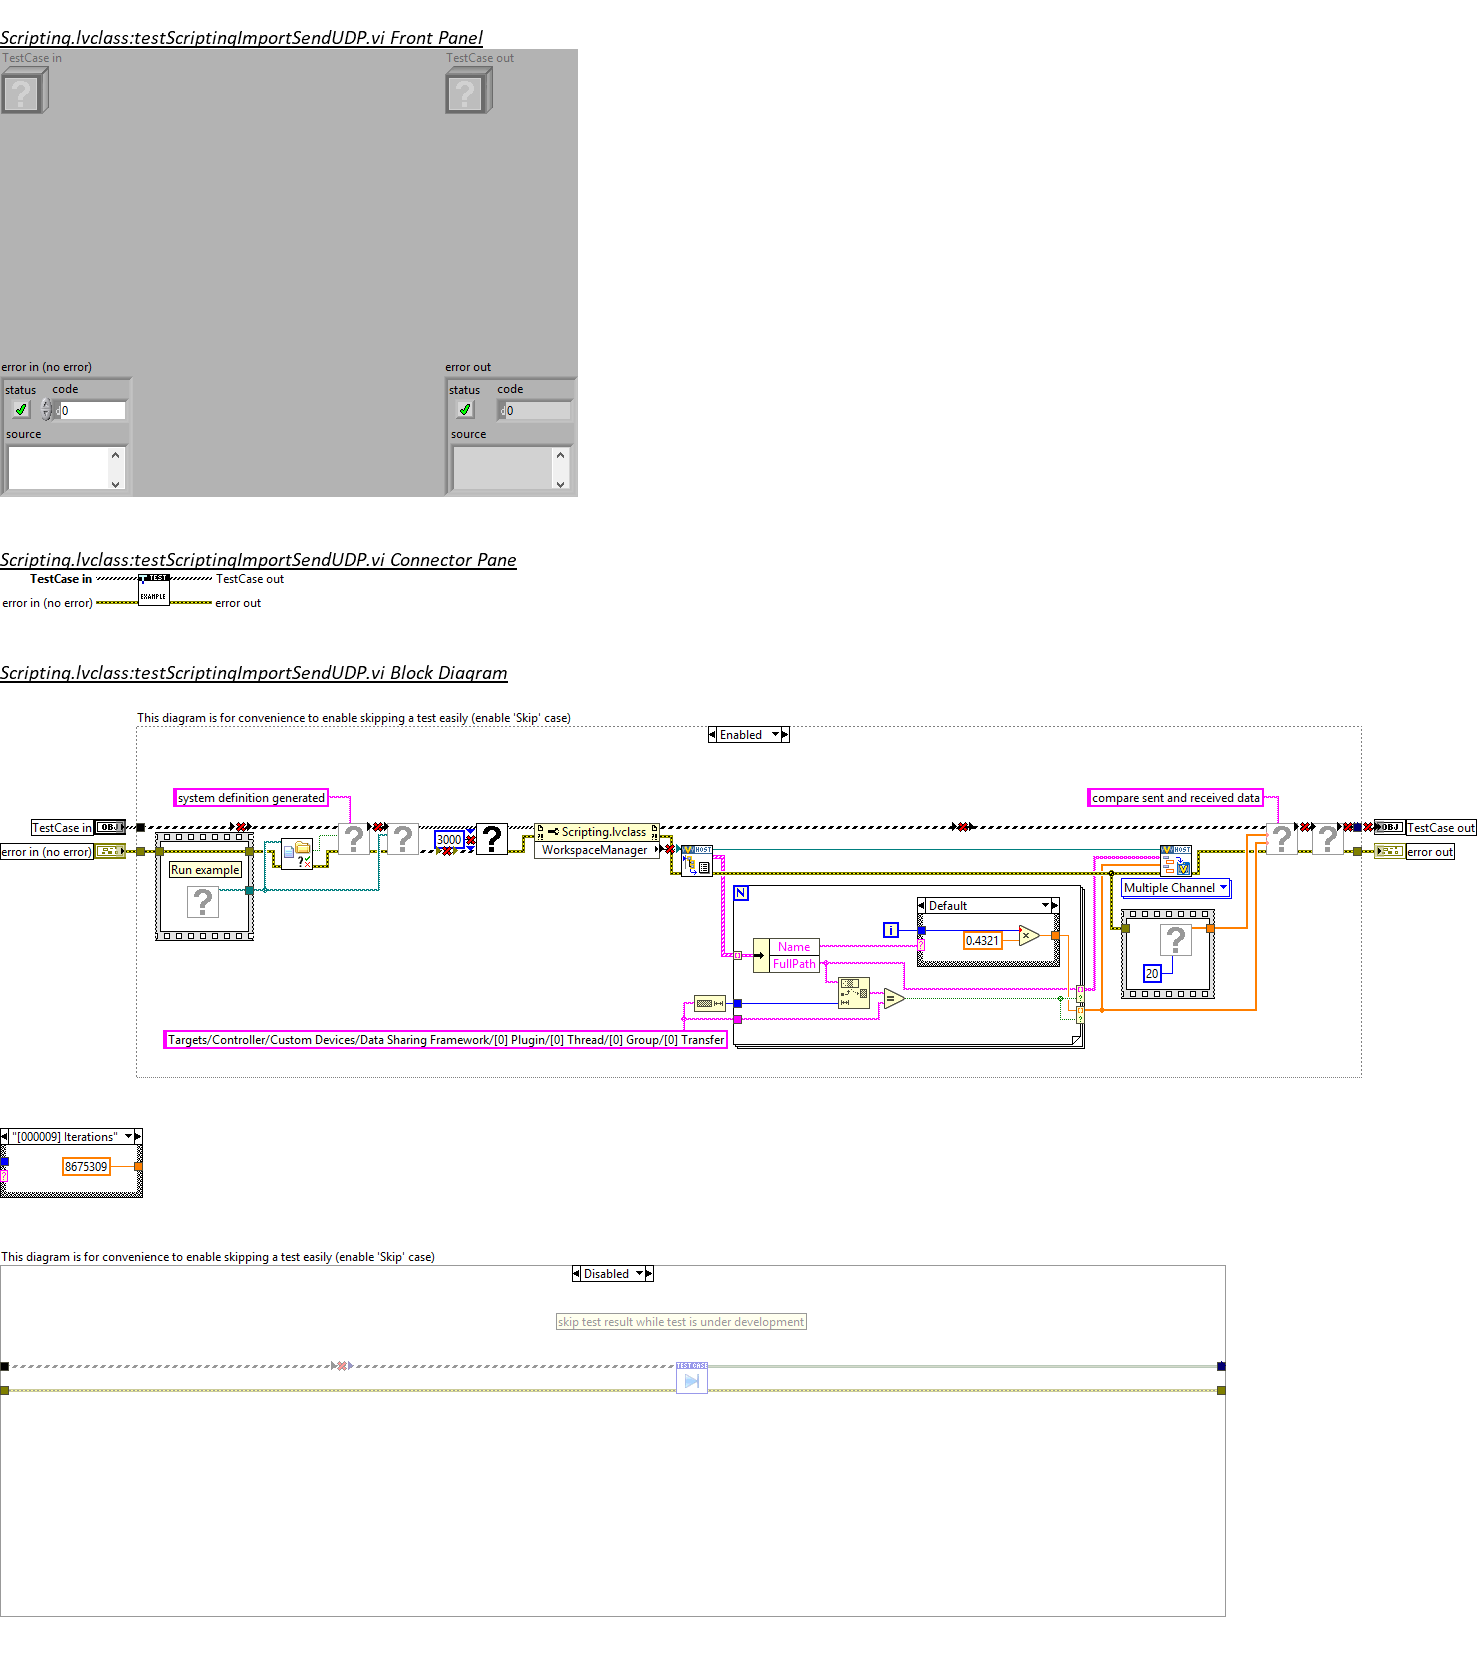 Scripting.lvclass:testScriptingImportSendUDP.vi Front Panel
TestCase in
TestCase out
error in (no error)
error out
status
code
status
code
0
0
source
source
Scripting.lvclass:testScriptingImportSendUDP.vi Connector Pane
TestCase in
TestCase out
TEST
EXAMPLE
error in (no error)
error out
Scripting.lvclass:testScriptingImportSendUDP.vi Block Diagram
This diagram is for convenience to enable skipping a test easily (enable 'Skip' case)
Enabled
system definition generated
compare sent and received data
TestCase in
OBJ
3000
Scripting.lvclass
OBJ
TestCase out
error in (no error)
WorkspaceManager
HOST
HOST
error out
Run example
Multiple Channel
N
Default
i
0.4321
Name
FullPath
20
Targets/Controller/Custom Devices/Data Sharing Framework/[0] Plugin/[0] Thread/[0] Group/[0] Transfer
"[000009] Iterations"
8675309
This diagram is for convenience to enable skipping a test easily (enable 'Skip' case)
Disabled
skip test result while test is under development
TEST CASE